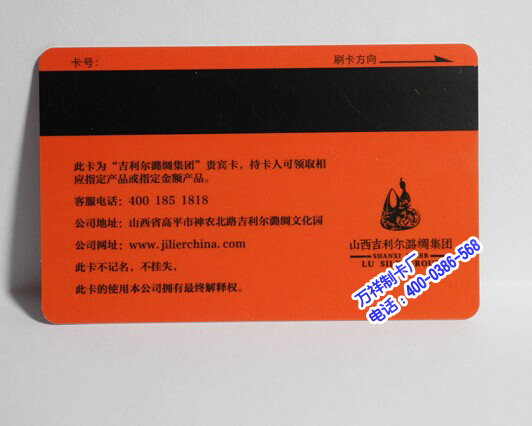 卡号：
刷卡方向
此卡为“吉利尔潞绸集团”贵宾卡，持卡人可领取相
应指定产品或指定金额产品。
客服电话：400 185 1818
公司地址：山西省高平市神农北路吉利尔潞绸文化园
公司网址：www.jilierchina.com
此卡不记名，不挂失，
此卡的使用本公司拥有最终解释权。
山西吉利尔潞绸集团
SHANXI
LU
万祥制卡厂
电话：400-0386-568